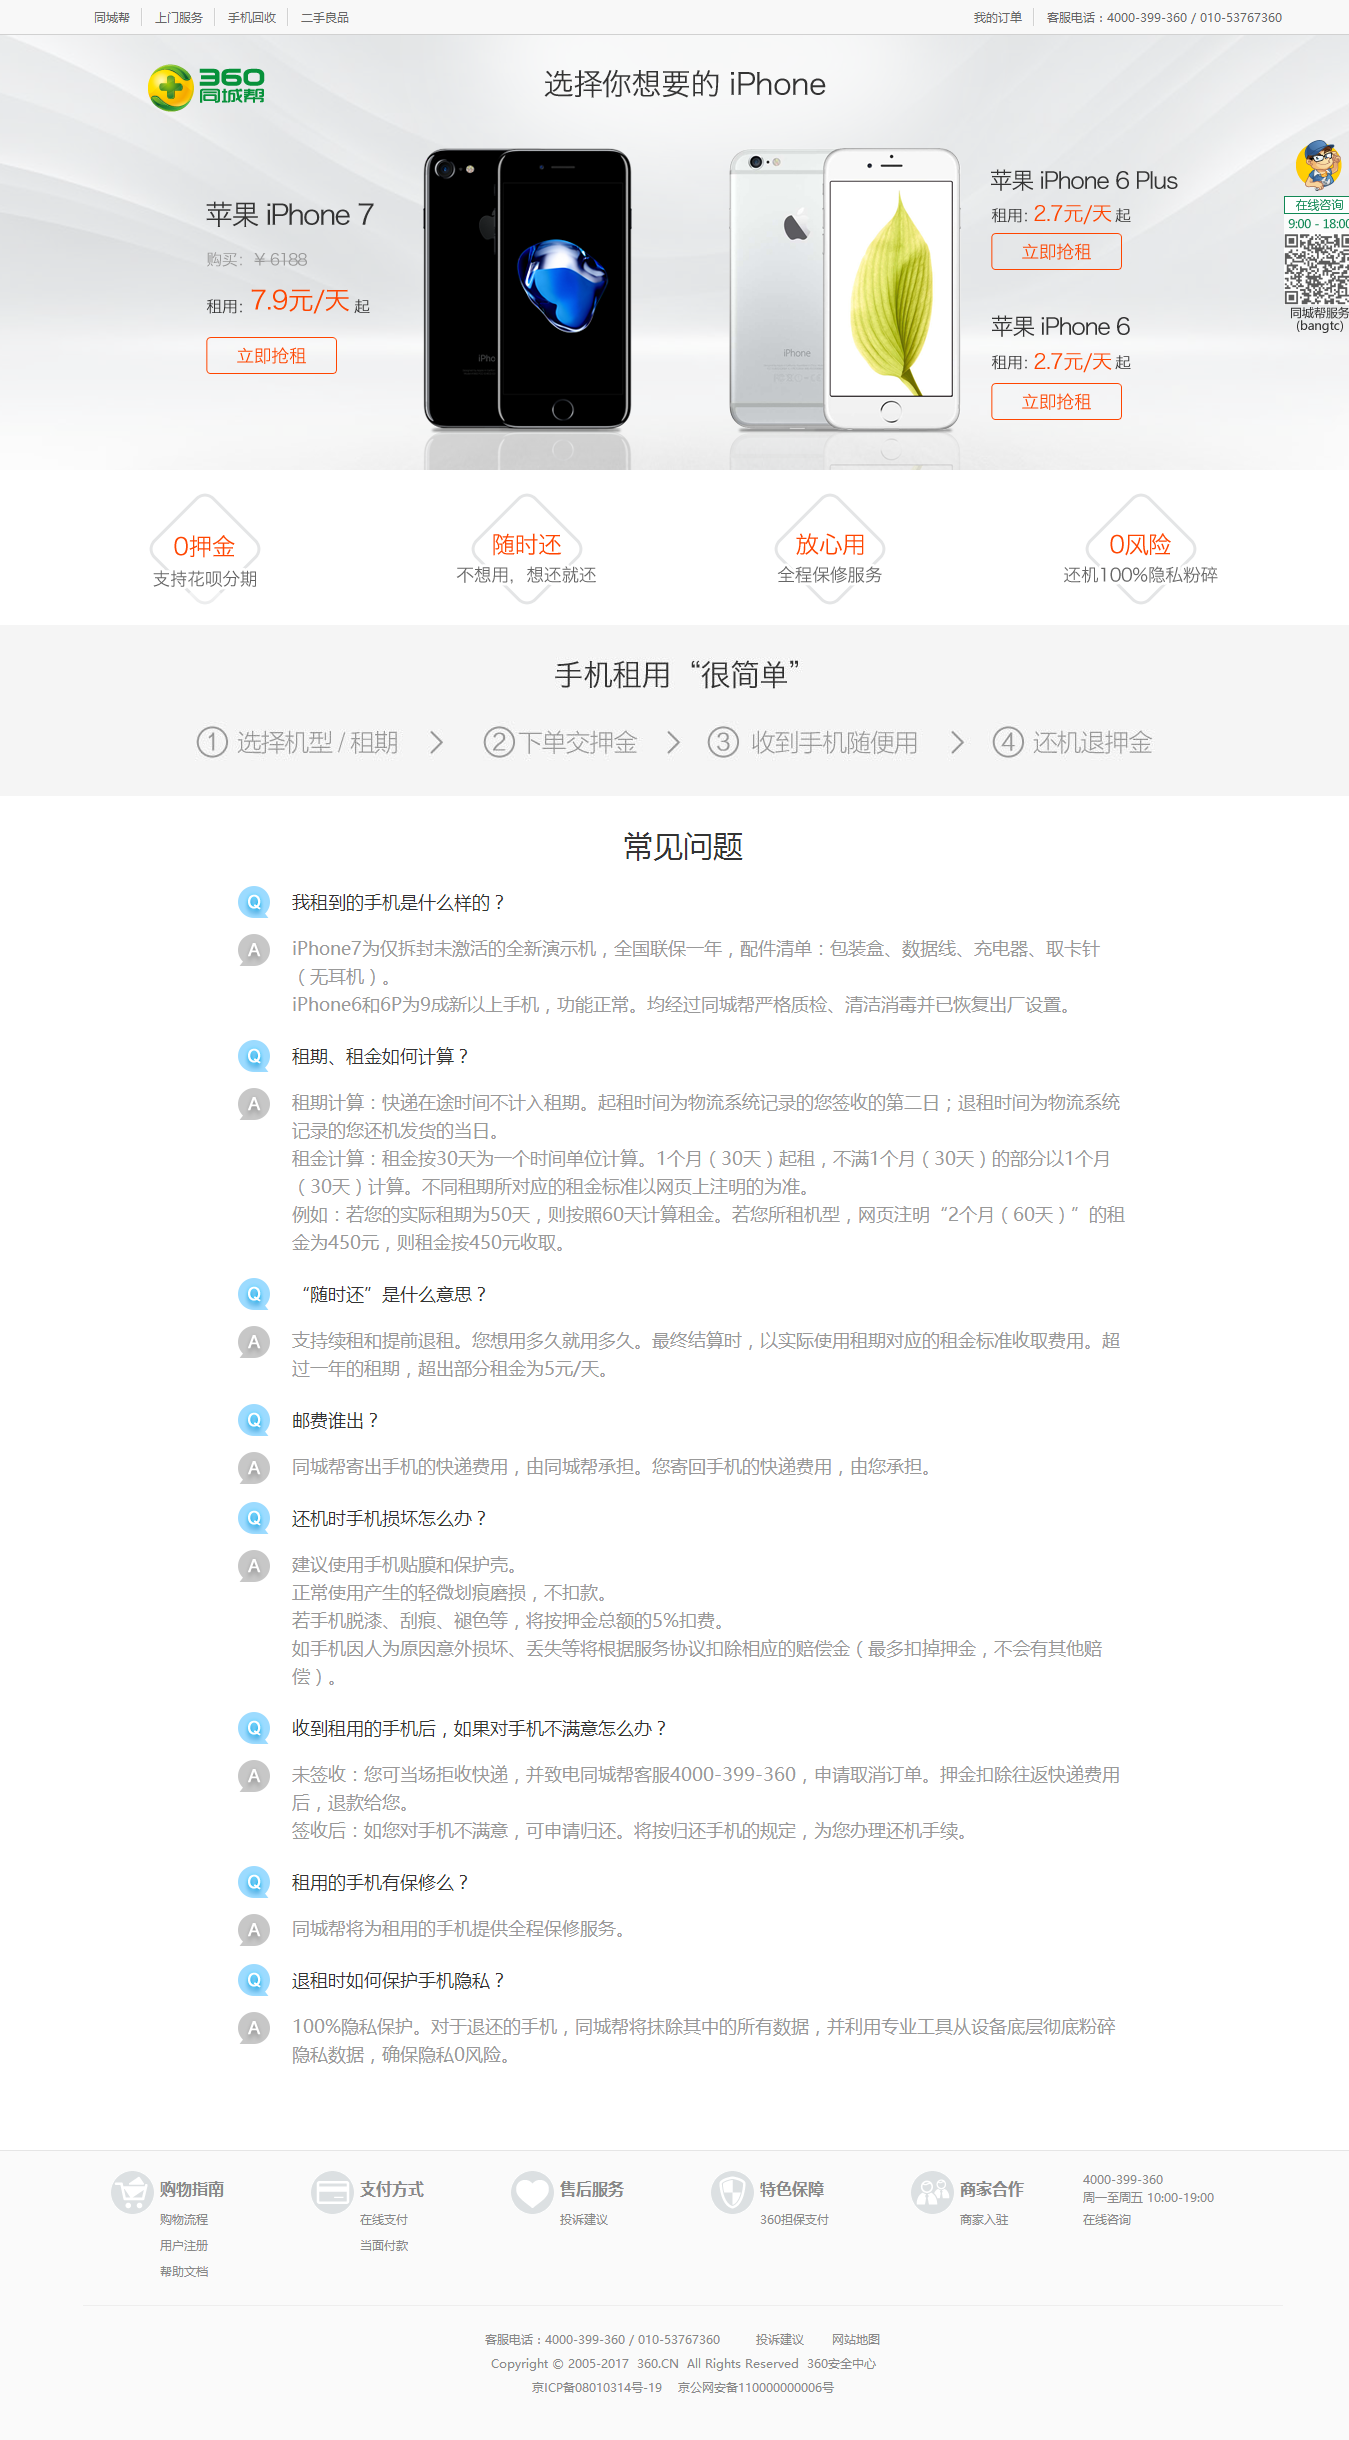 同城帮 上门服务 手机回收 二手良品 我的订单 客服电话：4000-399-360 / 010-53767360
360
同城帮
选择你想要的 iPhone
苹果 iPhone 7
购买：￥6188
租用：7.9元/天 起
立即抢租
iPhone
苹果 iPhone 6 Plus
租用：2.7元/天 起
立即抢租
苹果 iPhone 6
租用：2.7元/天 起
立即抢租
在线咨询
9:00 - 18:00
同城帮服务
(bangtc)
0押金
支持花呗分期
随时还
不想用，想还就还
放心用
全程保修服务
0风险
还机100%隐私粉碎
手机租用“很简单”
① 选择机型 / 租期 > ② 下单交押金 > ③ 收到手机随便用 > ④ 还机退押金
常见问题
Q 我租到的手机是什么样的？
A iPhone7为仅拆封未激活的全新演示机，全国联保一年，配件清单：包装盒、数据线、充电器、取卡针
（无耳机）。
iPhone6和6P为9成新以上手机，功能正常。均经过同城帮严格质检、清洁消毒并已恢复出厂设置。
Q 租期、租金如何计算？
A 租期计算：快递在途时间不计入租期。起租时间为物流系统记录的您签收的第二日；退租时间为物流系统
记录的您还机发货的当日。
租金计算：租金按30天为一个时间单位计算。1个月（30天）起租，不满1个月（30天）的部分以1个月
（30天）计算。不同租期所对应的租金标准以网页上注明的为准。
例如：若您的实际租期为50天，则按照60天计算租金。若您所租机型，网页注明“2个月（60天）”的租
金为450元，则租金按450元收取。
Q “随时还”是什么意思？
A 支持续租和提前退租。您想用多久就用多久。最终结算时，以实际使用租期对应的租金标准收取费用。超
过一年的租期，超出部分租金为5元/天。
Q 邮费谁出？
A 同城帮寄出手机的快递费用，由同城帮承担。您寄回手机的快递费用，由您承担。
Q 还机时手机损坏怎么办？
A 建议使用手机贴膜和保护壳。
正常使用产生的轻微划痕磨损，不扣款。
若手机脱漆、刮痕、褪色等，将按押金总额的5%扣费。
如手机因人为原因意外损坏、丢失等将根据服务协议扣除相应的赔偿金（最多扣掉押金，不会有其他赔
偿）。
Q 收到租用的手机后，如果对手机不满意怎么办？
A 未签收：您可当场拒收快递，并致电同城帮客服4000-399-360，申请取消订单。押金扣除往返快递费用
后，退款给您。
签收后：如您对手机不满意，可申请归还。将按归还手机的规定，为您办理还机手续。
Q 租用的手机有保修么？
A 同城帮将为租用的手机提供全程保修服务。
Q 退租时如何保护手机隐私？
A 100%隐私保护。对于退还的手机，同城帮将抹除其中的所有数据，并利用专业工具从设备底层彻底粉碎
隐私数据，确保隐私0风险。
购物指南
购物流程
用户注册
帮助文档
支付方式
在线支付
当面付款
售后服务
投诉建议
特色保障
360担保支付
商家合作
商家入驻
4000-399-360
周一至周五 10:00-19:00
在线咨询
客服电话：4000-399-360 / 010-53767360 投诉建议 网站地图
Copyright © 2005-2017 360.CN All Rights Reserved 360安全中心
京ICP备08010314号-19 京公网安备110000000006号